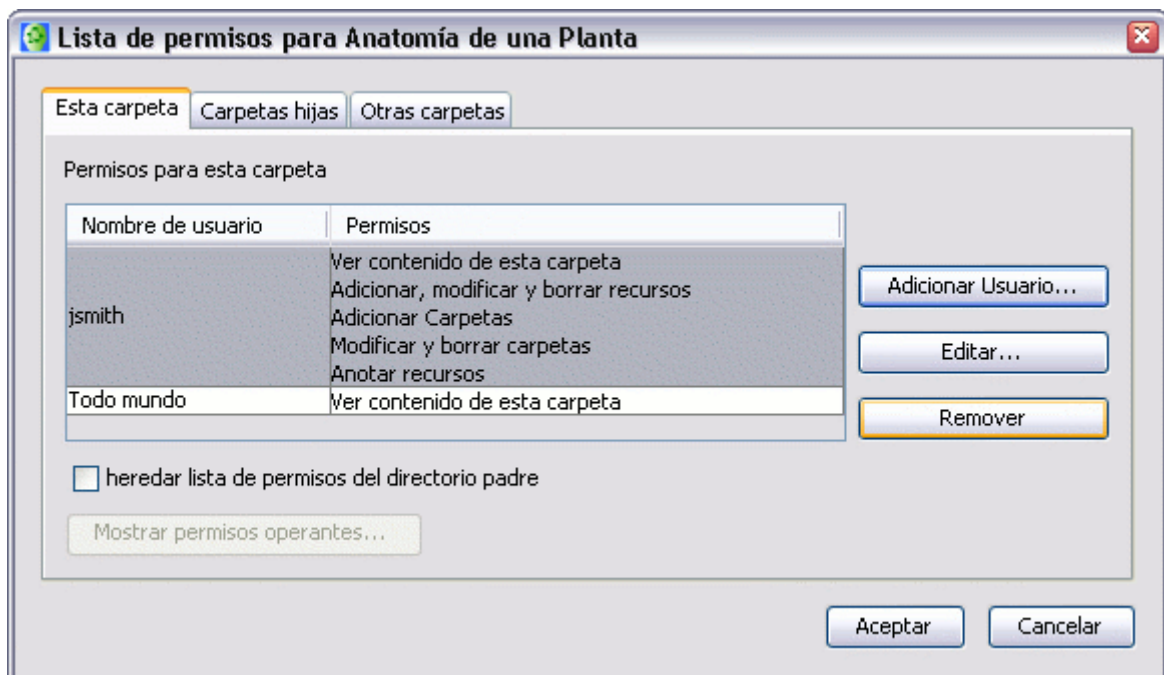 Lista de permisos para Anatomía de una Planta
Esta carpeta Carpetas hijas Otras carpetas
Permisos para esta carpeta
Nombre de usuario Permisos
Ver contenido de esta carpeta
Adicionar, modificar y borrar recursos
jsmith Adicionar Carpetas
Modificar y borrar carpetas
Anotar recursos
Todo mundo Ver contenido de esta carpeta
Adicionar Usuario...
Editar...
Remover
heredar lista de permisos del directorio padre
Mostrar permisos operantes...
Aceptar Cancelar